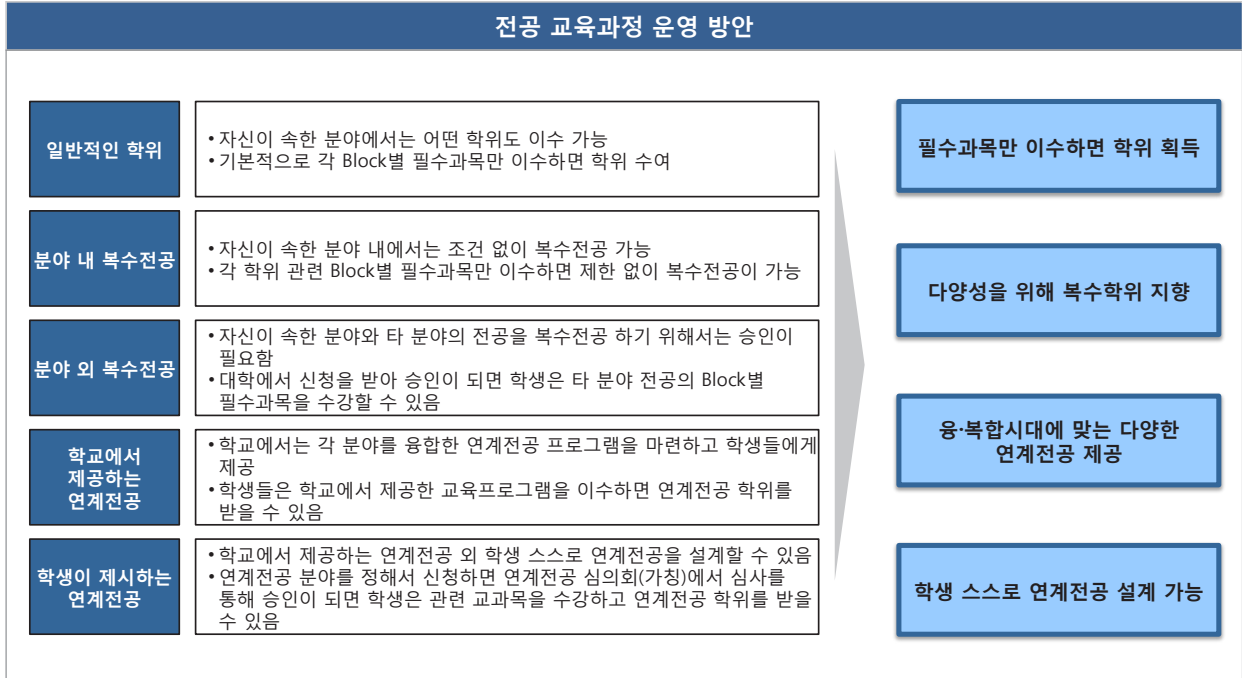 전공 교육과정 운영 방안
일반적인 학위
• 자신이 속한 분야에서는 어떤 학위도 이수 가능
• 기본적으로 각 Block별 필수과목만 이수하면 학위 수여
분야 내 복수전공
• 자신이 속한 분야 내에서는 조건 없이 복수전공 가능
• 각 학위 관련 Block별 필수과목만 이수하면 제한 없이 복수전공이 가능
분야 외 복수전공
• 자신이 속한 분야와 타 분야의 전공을 복수전공 하기 위해서는 승인이
필요함
• 대학에서 신청을 받아 승인이 되면 학생은 타 분야 전공의 Block별
필수과목을 수강할 수 있음
학교에서
제공하는
연계전공
• 학교에서는 각 분야를 융합한 연계전공 프로그램을 마련하고 학생들에게
제공
• 학생들은 학교에서 제공한 교육프로그램을 이수하면 연계전공 학위를
받을 수 있음
학생이 제시하는
연계전공
• 학교에서 제공하는 연계전공 외 학생 스스로 연계전공을 설계할 수 있음
• 연계전공 분야를 정해서 신청하면 연계전공 심의회(가칭)에서 심사를
통해 승인이 되면 학생은 관련 교과목을 수강하고 연계전공 학위를 받을
수 있음
필수과목만 이수하면 학위 획득
다양성을 위해 복수학위 지향
융·복합시대에 맞는 다양한
연계전공 제공
학생 스스로 연계전공 설계 가능